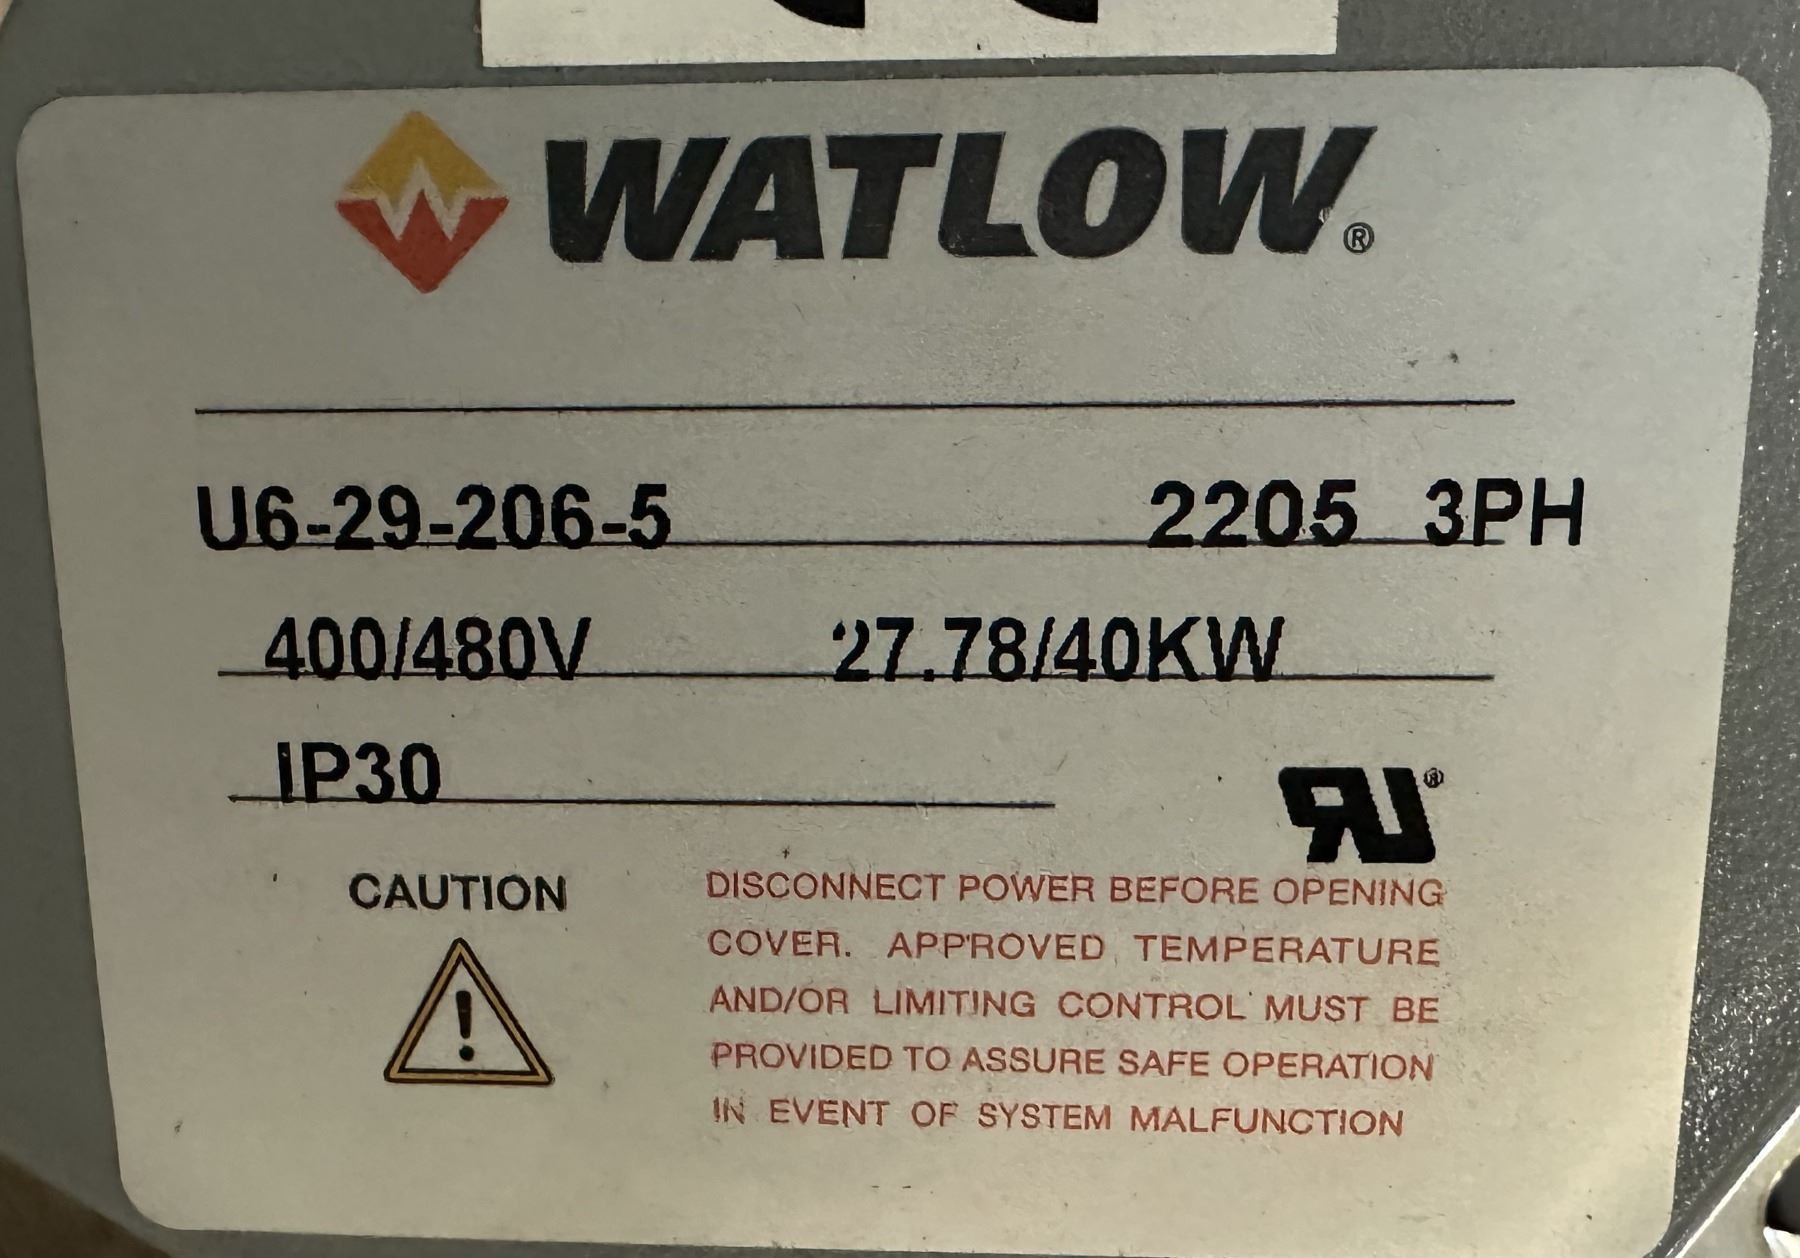 WATLOW®
U6-29-206-5 2205 3PH
400/480V 27.78/40KW
IP30
RU®
CAUTION
DISCONNECT POWER BEFORE OPENING
COVER. APPROVED TEMPERATURE
AND/OR LIMITING CONTROL MUST BE
PROVIDED TO ASSURE SAFE OPERATION
IN EVENT OF SYSTEM MALFUNCTION